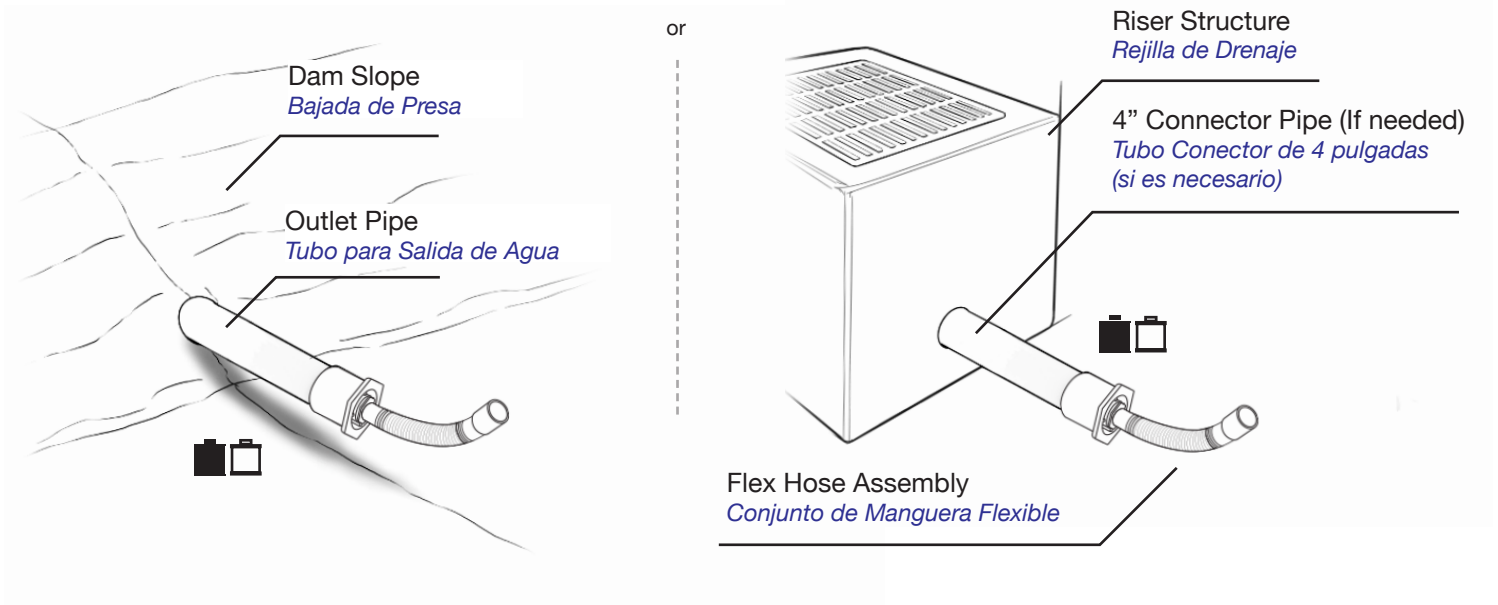 or
Dam Slope
Bajada de Presa
Outlet Pipe
Tubo para Salida de Agua
Riser Structure
Rejilla de Drenaje
4” Connector Pipe (If needed)
Tubo Conector de 4 pulgadas
(si es necesario)
Flex Hose Assembly
Conjunto de Manguera Flexible